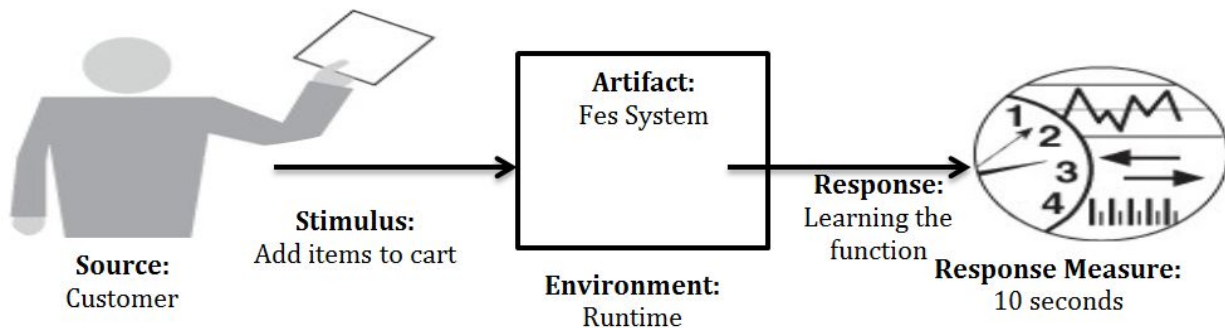 Source:
Customer
Stimulus:
Add items to cart
Artifact:
Fes System
Environment:
Runtime
Response:
Learning the
function
1
2
3
4
Response Measure:
10 seconds